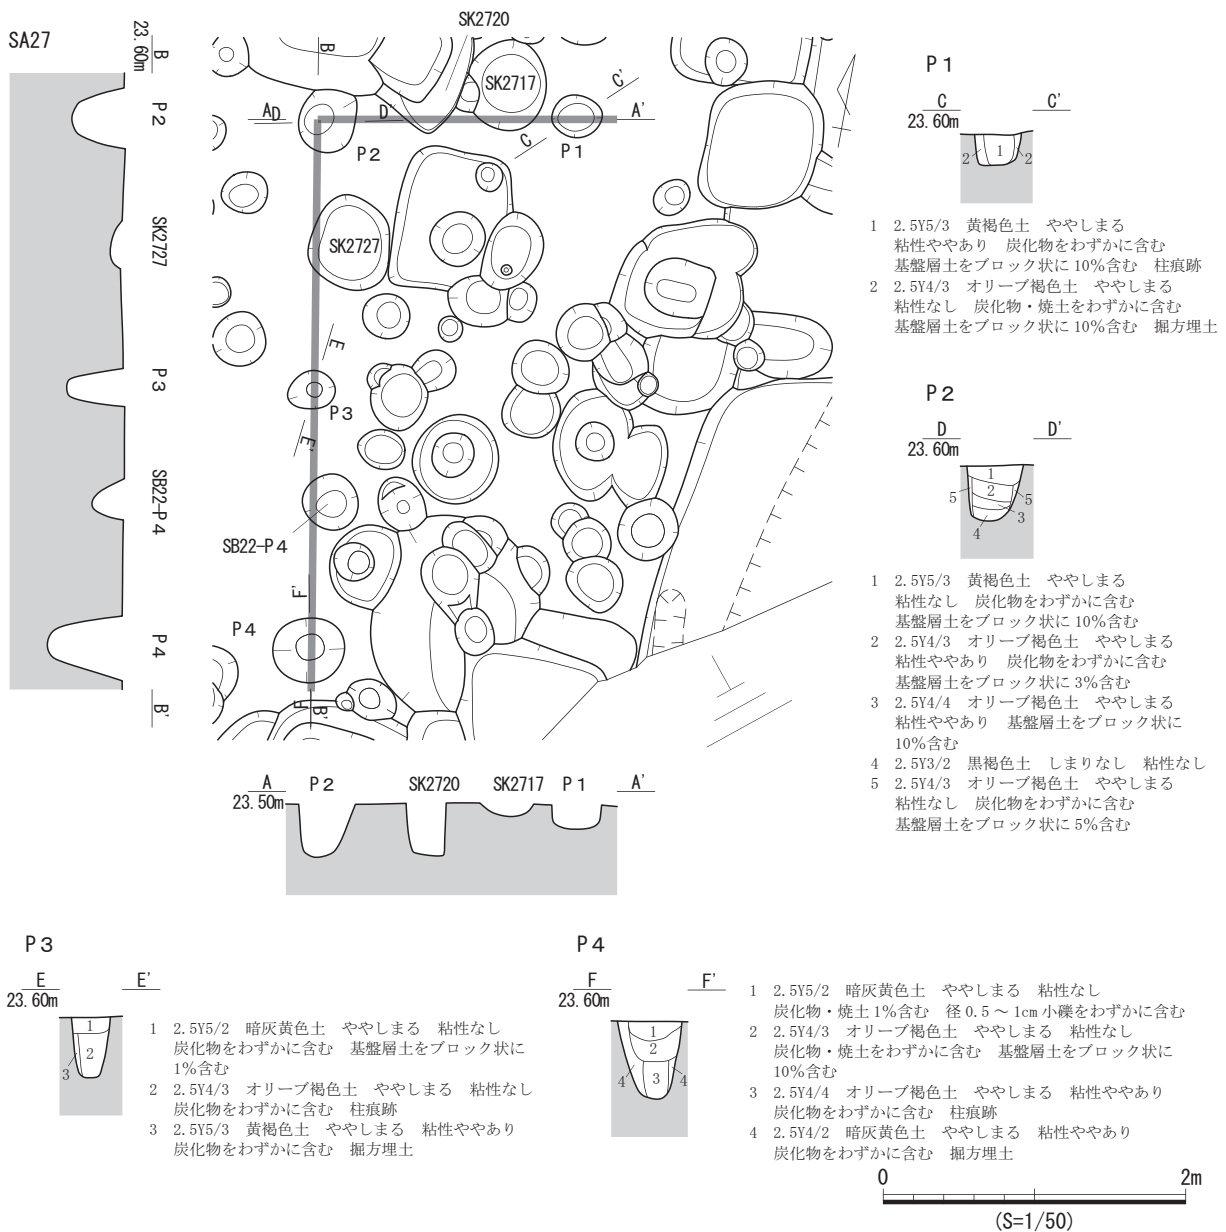 SA27
B
23.60m
P2
SK2727
P3
SB22-P4
P4
B'
SK2720
B
SK2717
C'
A
D
D'
A'
C
P2
P1
SK2727
E
P3
E'
SB22-P4
F'
P4
F
B'
A
23.50m
P2
SK2720
SK2717
P1
A'
P1
C
23.60m
C'
2
1
2
1 2.5Y5/3 黄褐色土 ややしまる
粘性ややあり 炭化物をわずかに含む
基盤層土をブロック状に 10%含む 柱痕跡
2 2.5Y4/3 オリーブ褐色土 ややしまる
粘性なし 炭化物・焼土をわずかに含む
基盤層土をブロック状に 10%含む 掘方埋土
P2
D
23.60m
D'
1
2
5
5
3
4
1 2.5Y5/3 黄褐色土 ややしまる
粘性なし 炭化物をわずかに含む
基盤層土をブロック状に 10%含む
2 2.5Y4/3 オリーブ褐色土 ややしまる
粘性ややあり 炭化物をわずかに含む
基盤層土をブロック状に 3%含む
3 2.5Y4/4 オリーブ褐色土 ややしまる
粘性ややあり 基盤層土をブロック状に
10%含む
4 2.5Y3/2 黒褐色土 しまりなし 粘性なし
5 2.5Y4/3 オリーブ褐色土 ややしまる
粘性なし 炭化物をわずかに含む
基盤層土をブロック状に 5%含む
P3
E
23.60m
E'
1
2
3
1 2.5Y5/2 暗灰黄色土 ややしまる 粘性なし
炭化物をわずかに含む 基盤層土をブロック状に
1%含む
2 2.5Y4/3 オリーブ褐色土 ややしまる 粘性なし
炭化物をわずかに含む 柱痕跡
3 2.5Y5/3 黄褐色土 ややしまる 粘性ややあり
炭化物をわずかに含む 掘方埋土
P4
F
23.60m
F'
1
2
4
3
4
1 2.5Y5/2 暗灰黄色土 ややしまる 粘性なし
炭化物・焼土 1%含む 径 0.5 ～ 1cm 小礫をわずかに含む
2 2.5Y4/3 オリーブ褐色土 ややしまる 粘性なし
炭化物・焼土をわずかに含む 基盤層土をブロック状に
10%含む
3 2.5Y4/4 オリーブ褐色土 ややしまる 粘性ややあり
炭化物をわずかに含む 柱痕跡
4 2.5Y4/2 暗灰黄色土 ややしまる 粘性ややあり
炭化物をわずかに含む 掘方埋土
0 2m
(S=1/50)